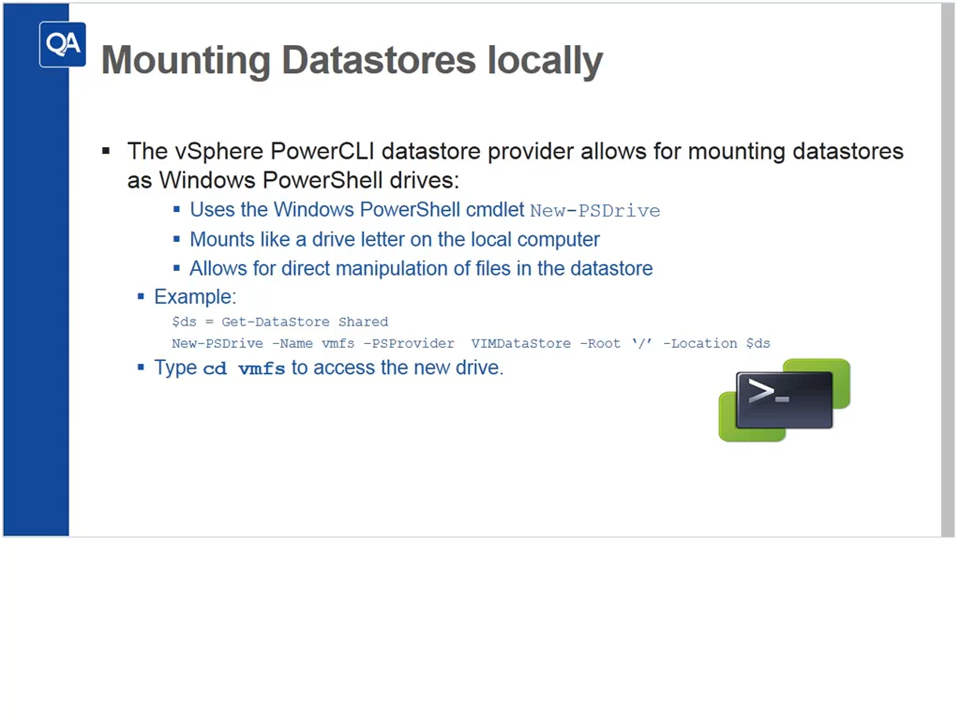 QA
Mounting Datastores locally
▪ The vSphere PowerCLI datastore provider allows for mounting datastores
as Windows PowerShell drives:
▪ Uses the Windows PowerShell cmdlet New-PSDrive
▪ Mounts like a drive letter on the local computer
▪ Allows for direct manipulation of files in the datastore
▪ Example:
$ds = Get-DataStore Shared
New-PSDrive –Name vmfs –PSProvider VIMDataStore –Root ‘/’ –Location $ds
▪ Type cd vmfs to access the new drive.
>_